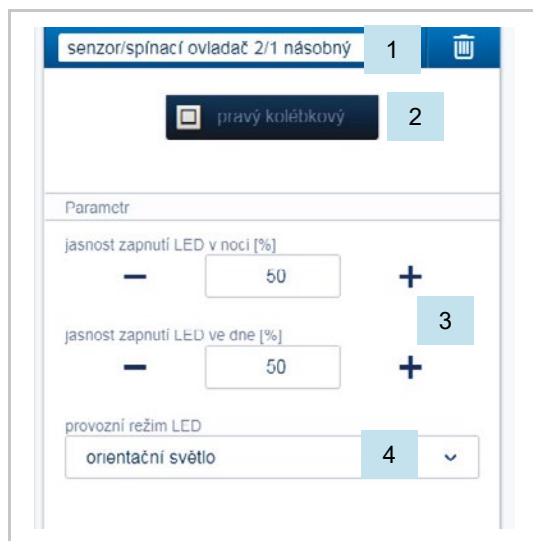 senzor/spínací ovladač 2/1 násobný 1
pravý kolébkový 2
Parametr
jasnost zapnutí LED v noci [%]
− 50 +
3
jasnost zapnutí LED ve dne [%]
− 50 +
provozní režim LED
orientační světlo 4